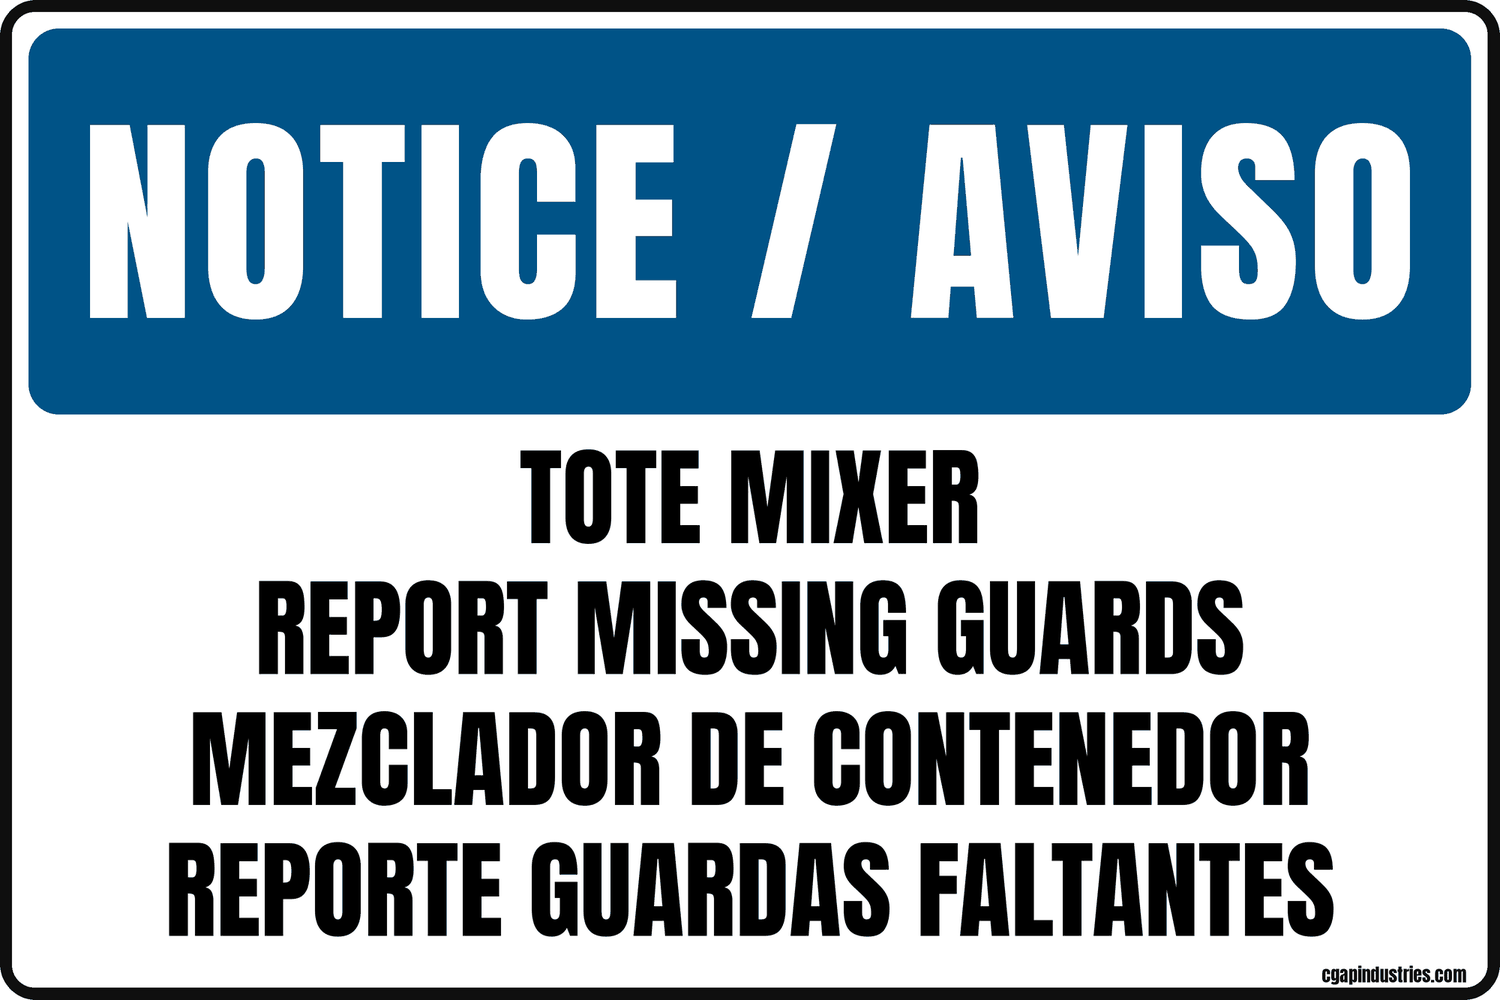 NOTICE / AVISO
TOTE MIXER
REPORT MISSING GUARDS
MEZCLADOR DE CONTENEDOR
REPORTE GUARDAS FALTANTES
cgapindustries.com